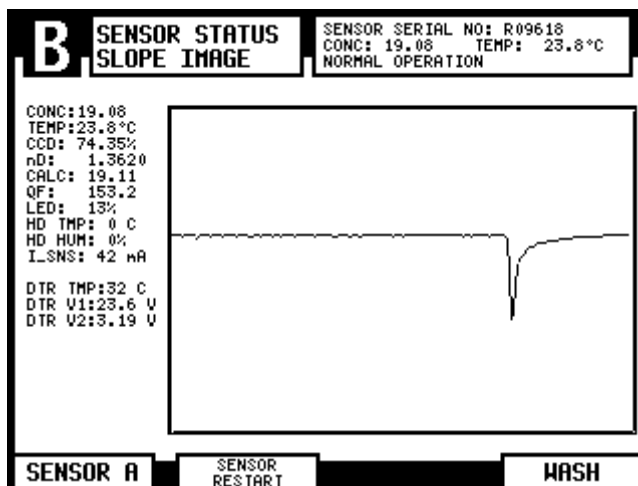 B
SENSOR STATUS
SLOPE IMAGE
SENSOR SERIAL NO: R09618
CONC: 19.08 TEMP: 23.8°C
NORMAL OPERATION
CONC:19.08
TEMP:23.8°C
CCD: 74.35%
nD: 1.3620
CALC: 19.11
QF: 153.2
LED: 13%
HD TMP: 0 C
HD HUM: 0%
I_SNS: 42 mA
DTR TMP:32 C
DTR V1:23.6 V
DTR V2:3.19 V
SENSOR A
SENSOR
RESTART
WASH